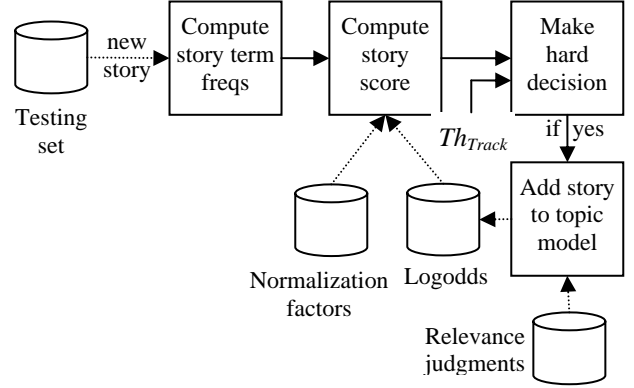 Testing
set
new
story
Compute
story term
freqs
Compute
story
score
Make
hard
decision
Th_Track
if yes
Add story
to topic
model
Normalization
factors
Logodds
Relevance
judgments